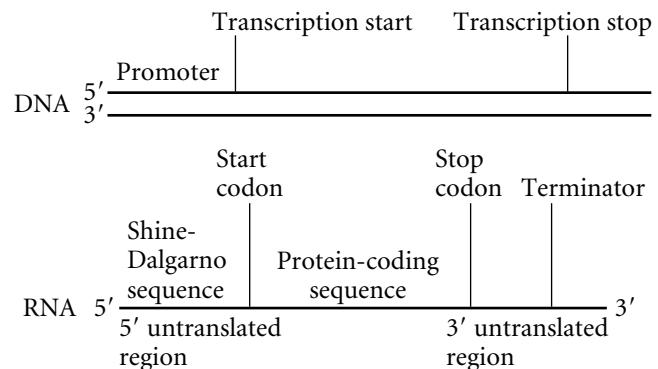 Transcription start Transcription stop
Promoter
DNA 5′
3′
Start
codon
Stop
codon Terminator
Shine-
Dalgarno
sequence
Protein-coding
sequence
RNA 5′ 3′
5′ untranslated
region
3′ untranslated
region